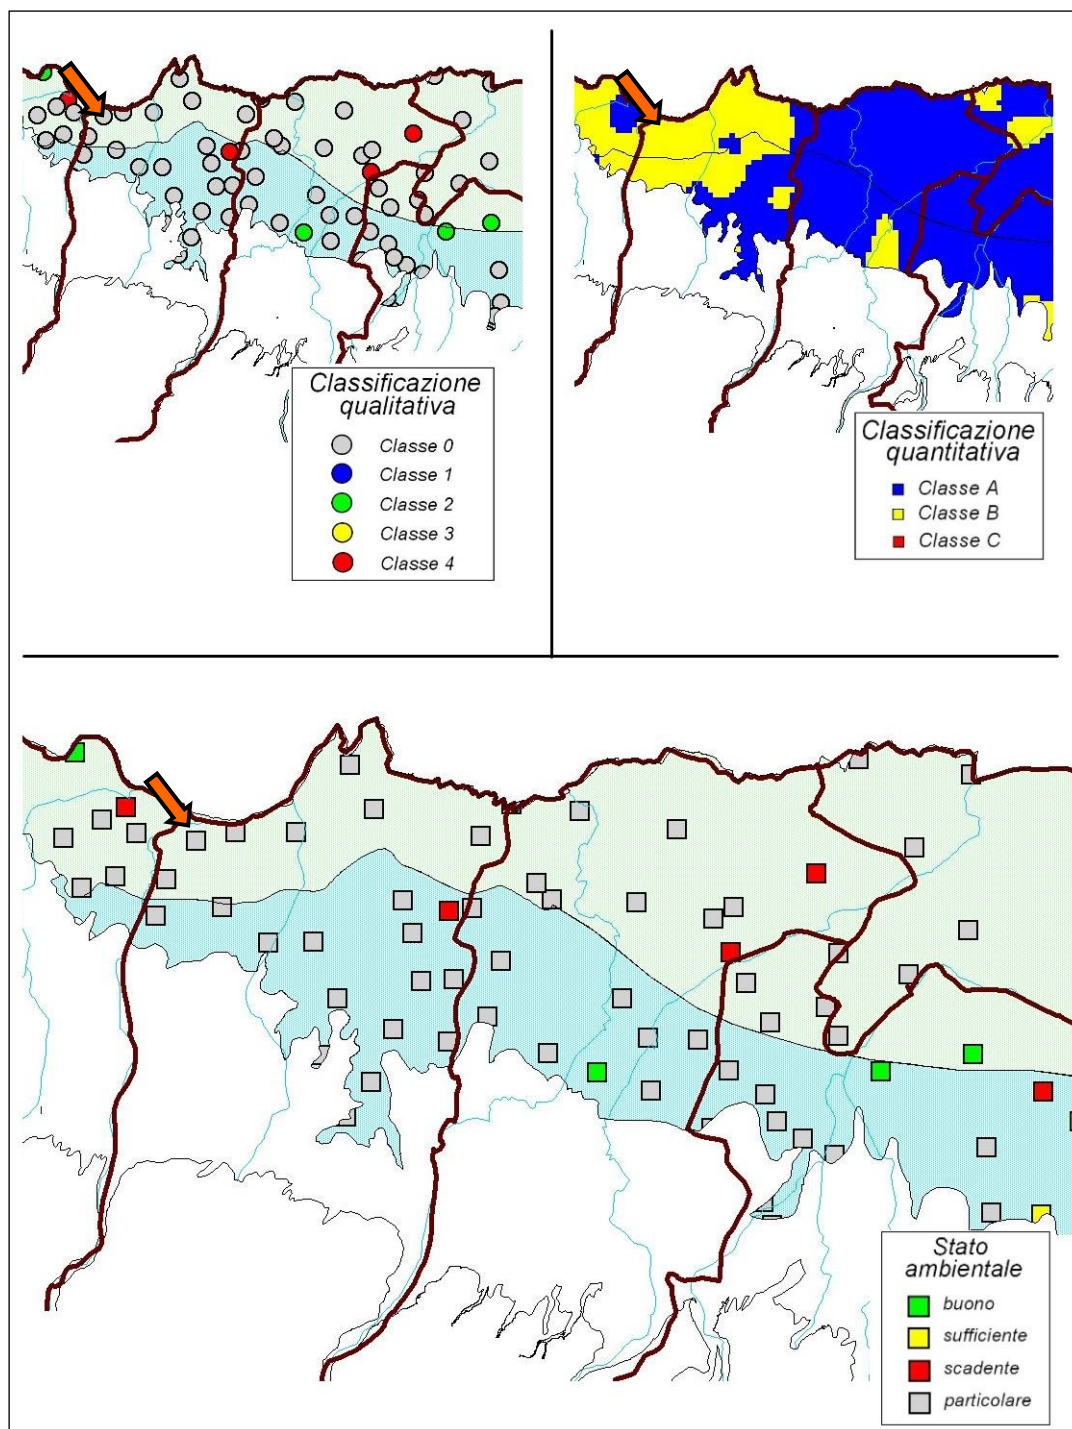 Classificazione
qualitativa
Classe 0
Classe 1
Classe 2
Classe 3
Classe 4
Classificazione
quantitativa
Classe A
Classe B
Classe C
Stato
ambientale
buono
sufficiente
scadente
particolare